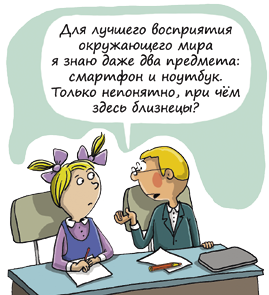 Для лучшего восприятия
окружающего мира
я знаю даже два предмета:
смартфон и ноутбук.
Только непонятно, при чём
здесь близнецы?